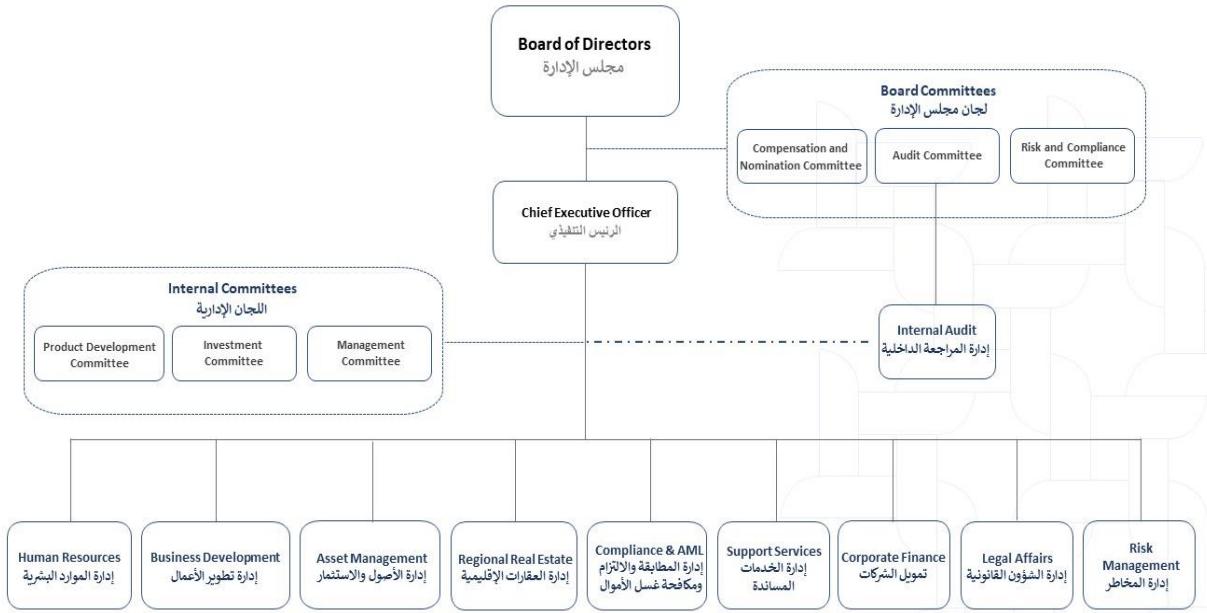 Board of Directors
مجلس الإدارة
Board Committees
لجان مجلس الإدارة
Compensation and
Nomination Committee
Audit Committee
Risk and Compliance
Committee
Chief Executive Officer
الرئيس التنفيذي
Internal Committees
اللجان الإدارية
Product Development
Committee
Investment
Committee
Management
Committee
Internal Audit
إدارة المراجعة الداخلية
Human Resources
إدارة الموارد البشرية
Business Development
إدارة تطوير الأعمال
Asset Management
إدارة الأصول والاستثمار
Regional Real Estate
إدارة العقارات الإقليمية
Compliance & AML
إدارة المطابقة والالتزام
ومكافحة غسل الأموال
Support Services
إدارة الخدمات
المساندة
Corporate Finance
تمويل الشركات
Legal Affairs
إدارة الشؤون القانونية
Risk
Management
إدارة المخاطر